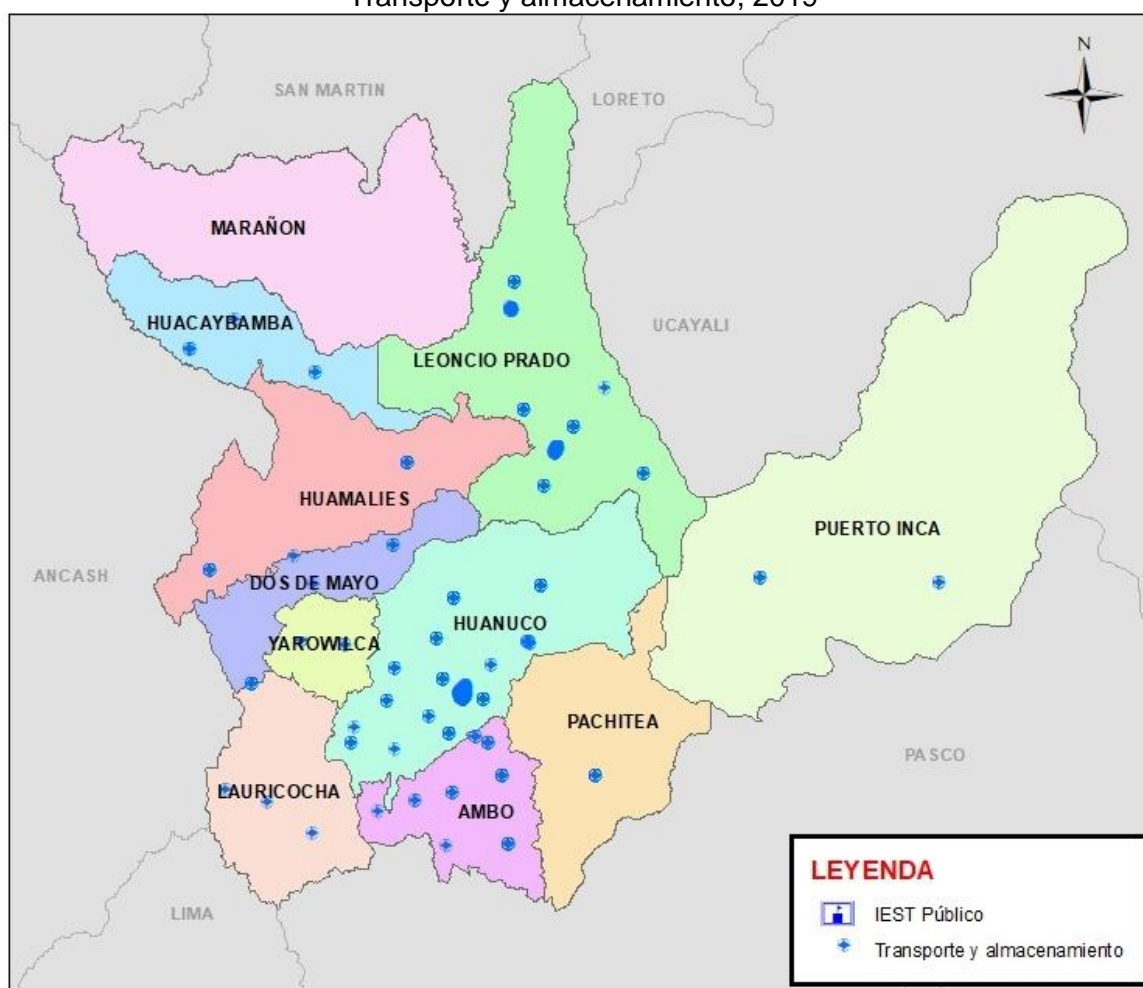 Transporte y almacenamiento, 2019
N
SAN MARTIN
LORETO
MARAÑON
HUACAYBAMBA
UCAYALI
LEONCIO PRADO
HUAMALIES
PUERTO INCA
ANCASH
DOS DE MAYO
HUANUCO
YAROWILCA
PACHITEA
PASCO
LAURICOCHA
AMBO
LIMA
LEYENDA
IEST Público
Transporte y almacenamiento